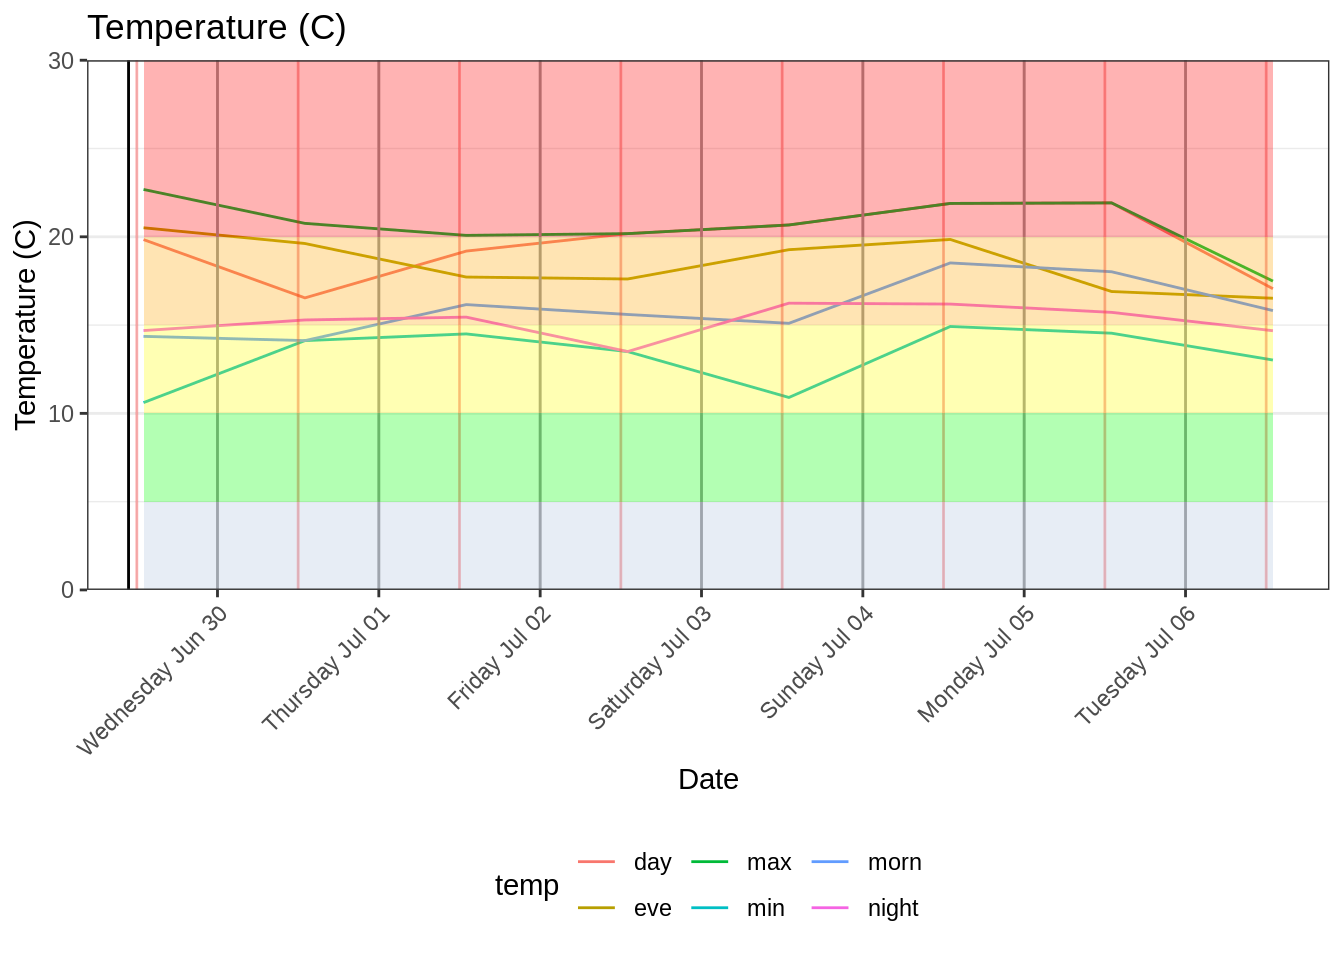 Temperature (C)
30
20
10
0
Temperature (C)
Wednesday Jun 30
Thursday Jul 01
Friday Jul 02
Saturday Jul 03
Sunday Jul 04
Monday Jul 05
Tuesday Jul 06
Date
temp
day
max
morn
eve
min
night